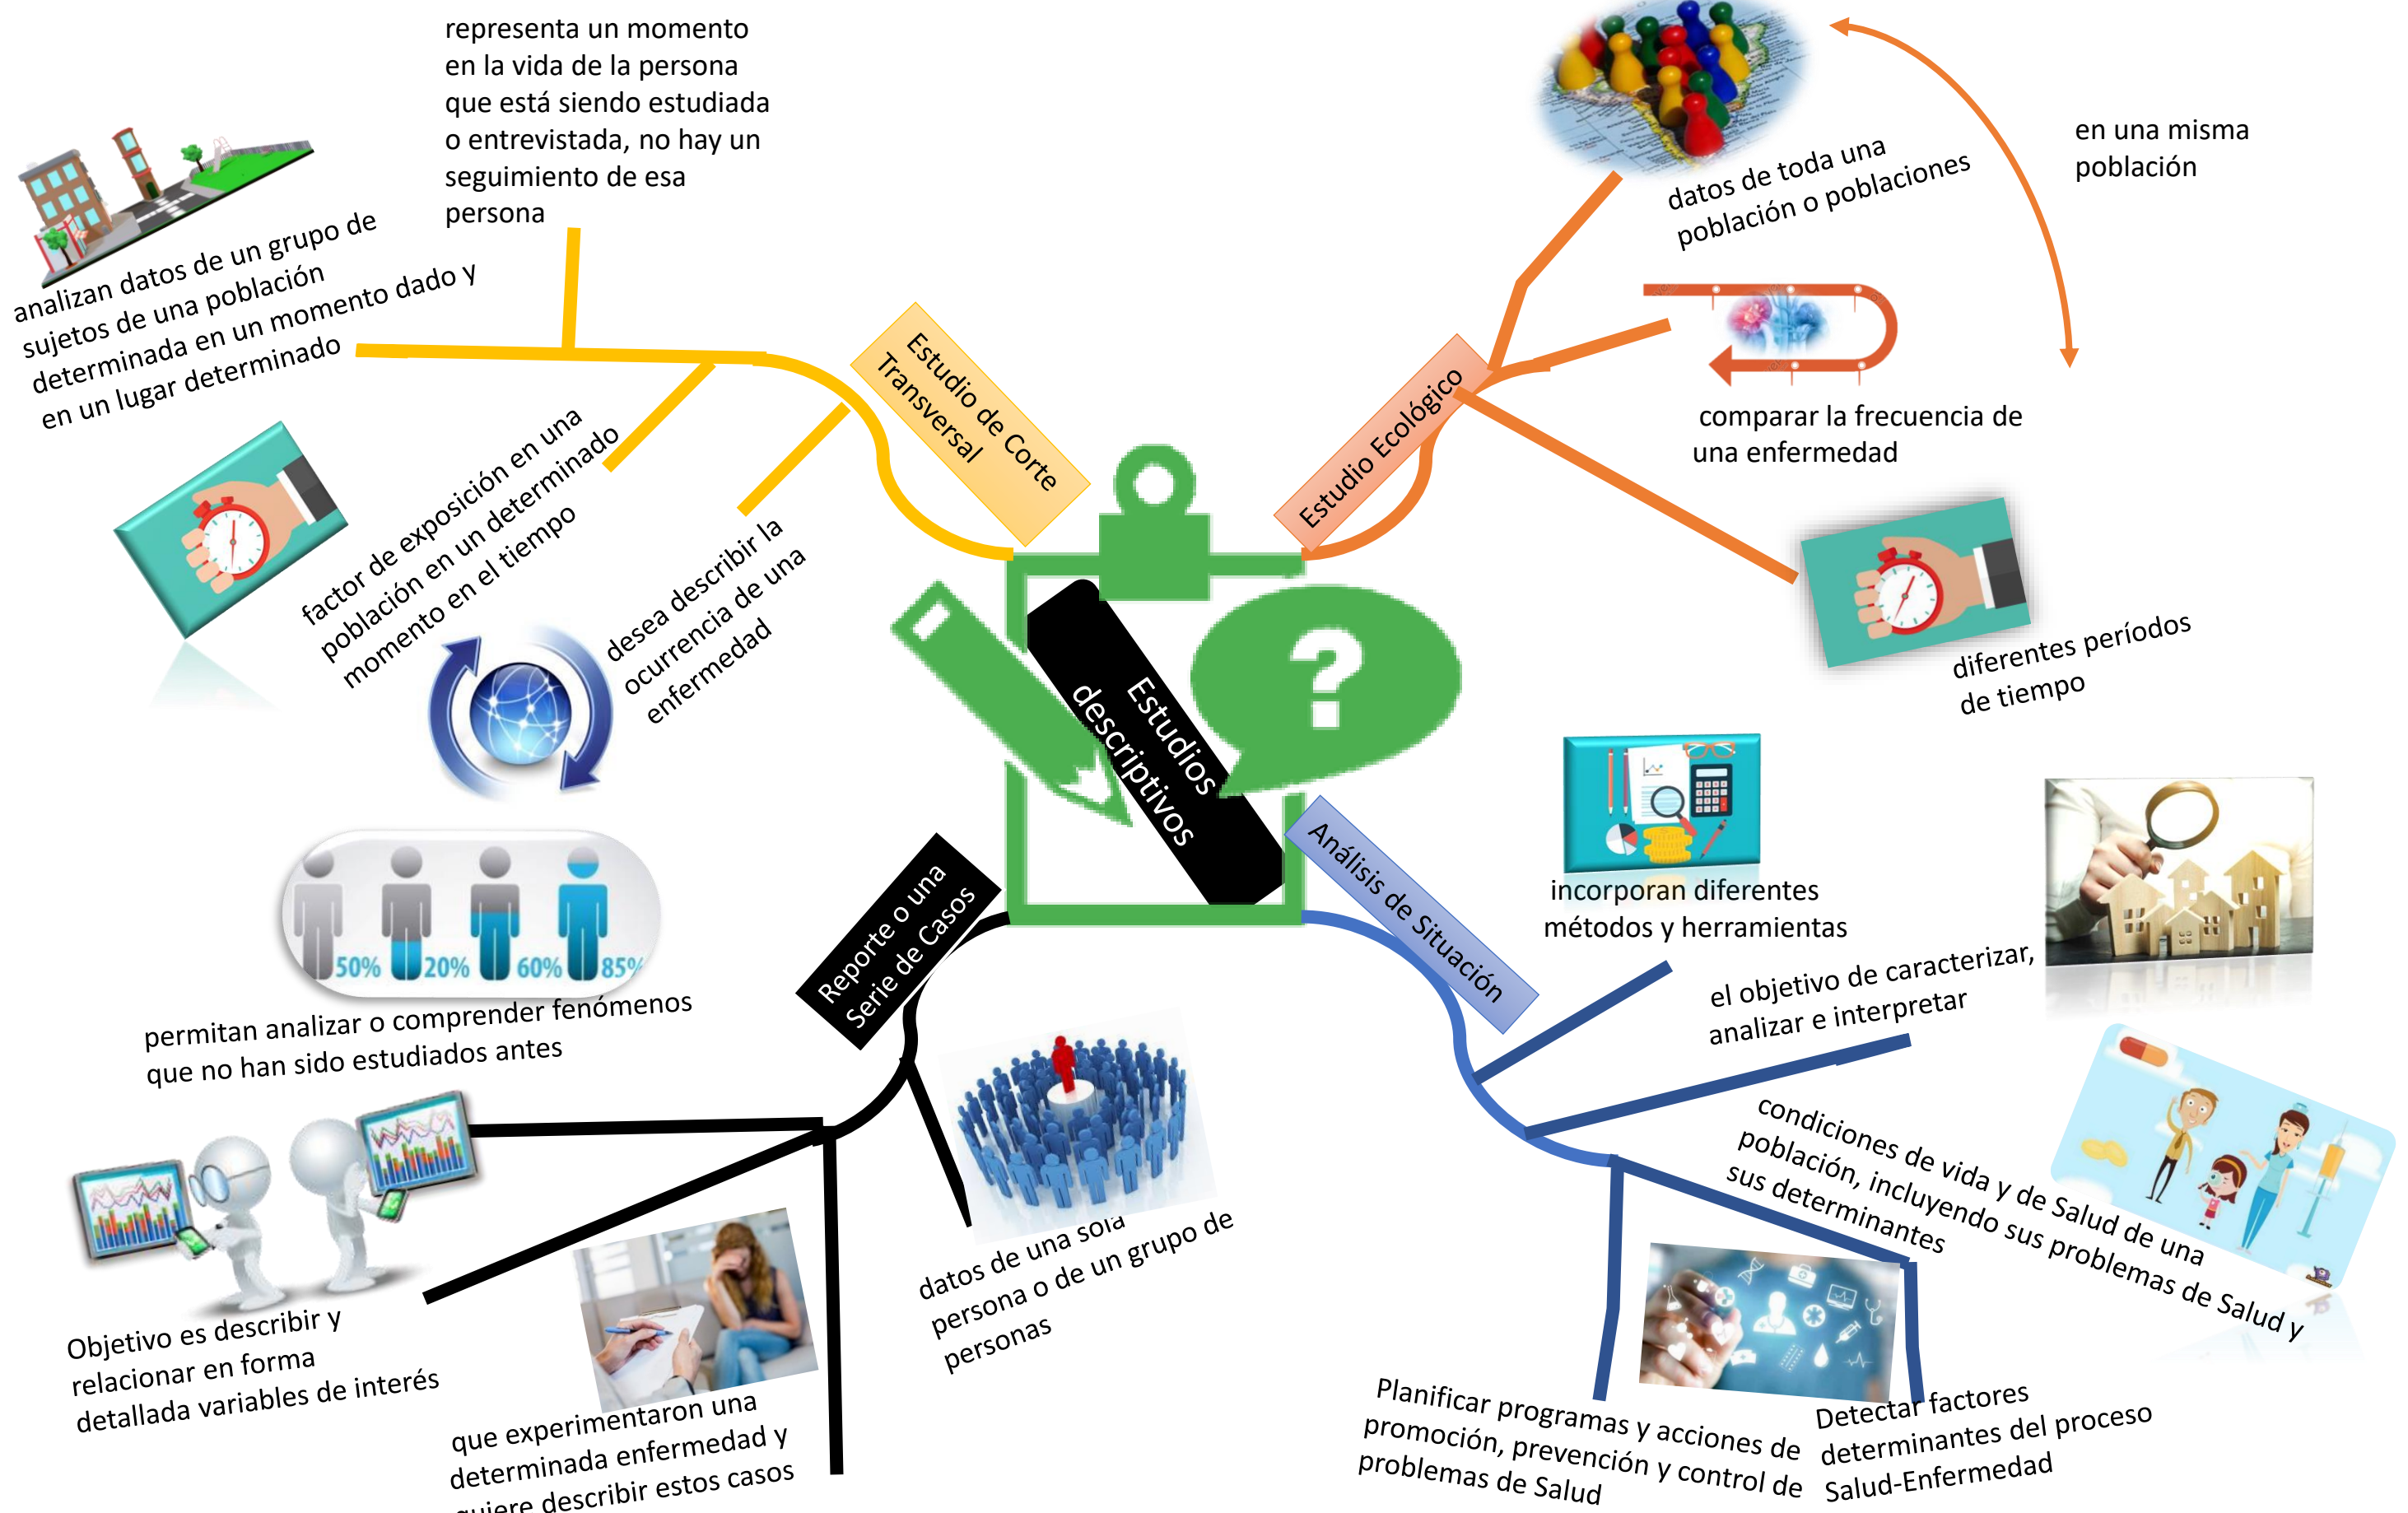 representa un momento
en la vida de la persona
que está siendo estudiada
o entrevistada, no hay un
seguimiento de esa
persona
analizan datos de un grupo de
sujetos de una población
determinada en un momento dado y
en un lugar determinado
factor de exposición en una
población en un determinado
momento en el tiempo
desea describir la
ocurrencia de una
enfermedad
Estudio de Corte
Transversal
Estudio Ecológico
datos de toda una
población o poblaciones
en una misma
población
comparar la frecuencia de
una enfermedad
diferentes períodos
de tiempo
Estudios
descriptivos
?
Reporte o una
Serie de Casos
50%
20%
60%
85%
permitan analizar o comprender fenómenos
que no han sido estudiados antes
Objetivo es describir y
relacionar en forma
detallada variables de interés
que experimentaron una
determinada enfermedad y
quiere describir estos casos
datos de una sola
persona o de un grupo de
personas
Análisis de Situación
incorporan diferentes
métodos y herramientas
el objetivo de caracterizar,
analizar e interpretar
condiciones de vida y de Salud de una
población, incluyendo sus problemas de Salud y
sus determinantes
Planificar programas y acciones de
promoción, prevención y control de
problemas de Salud
Detectar factores
determinantes del proceso
Salud-Enfermedad